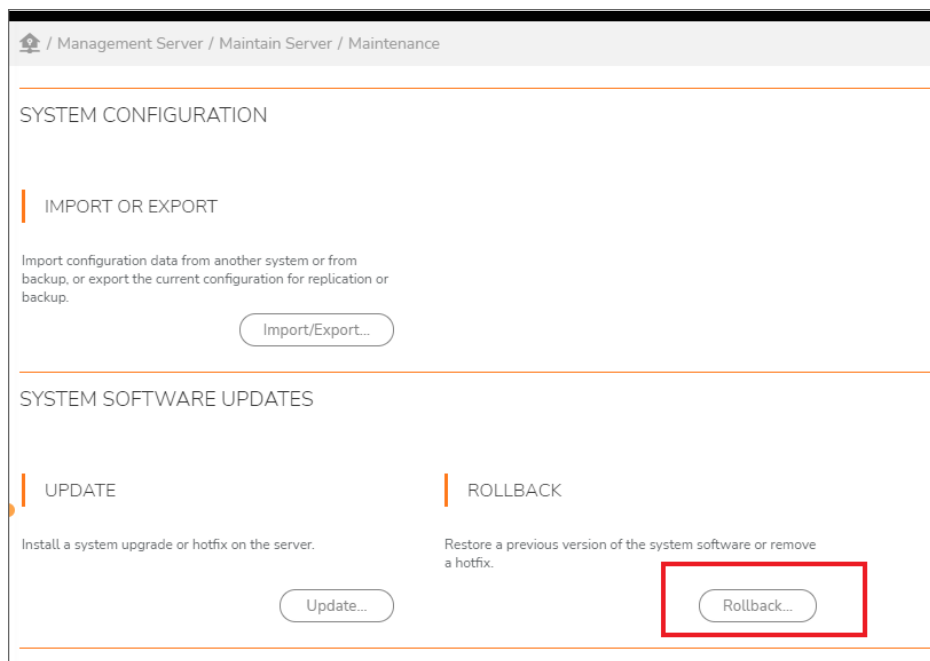 / Management Server / Maintain Server / Maintenance
SYSTEM CONFIGURATION
IMPORT OR EXPORT
Import configuration data from another system or from
backup, or export the current configuration for replication or
backup.
Import/Export...
SYSTEM SOFTWARE UPDATES
UPDATE
Install a system upgrade or hotfix on the server.
Update...
ROLLBACK
Restore a previous version of the system software or remove
a hotfix.
Rollback...